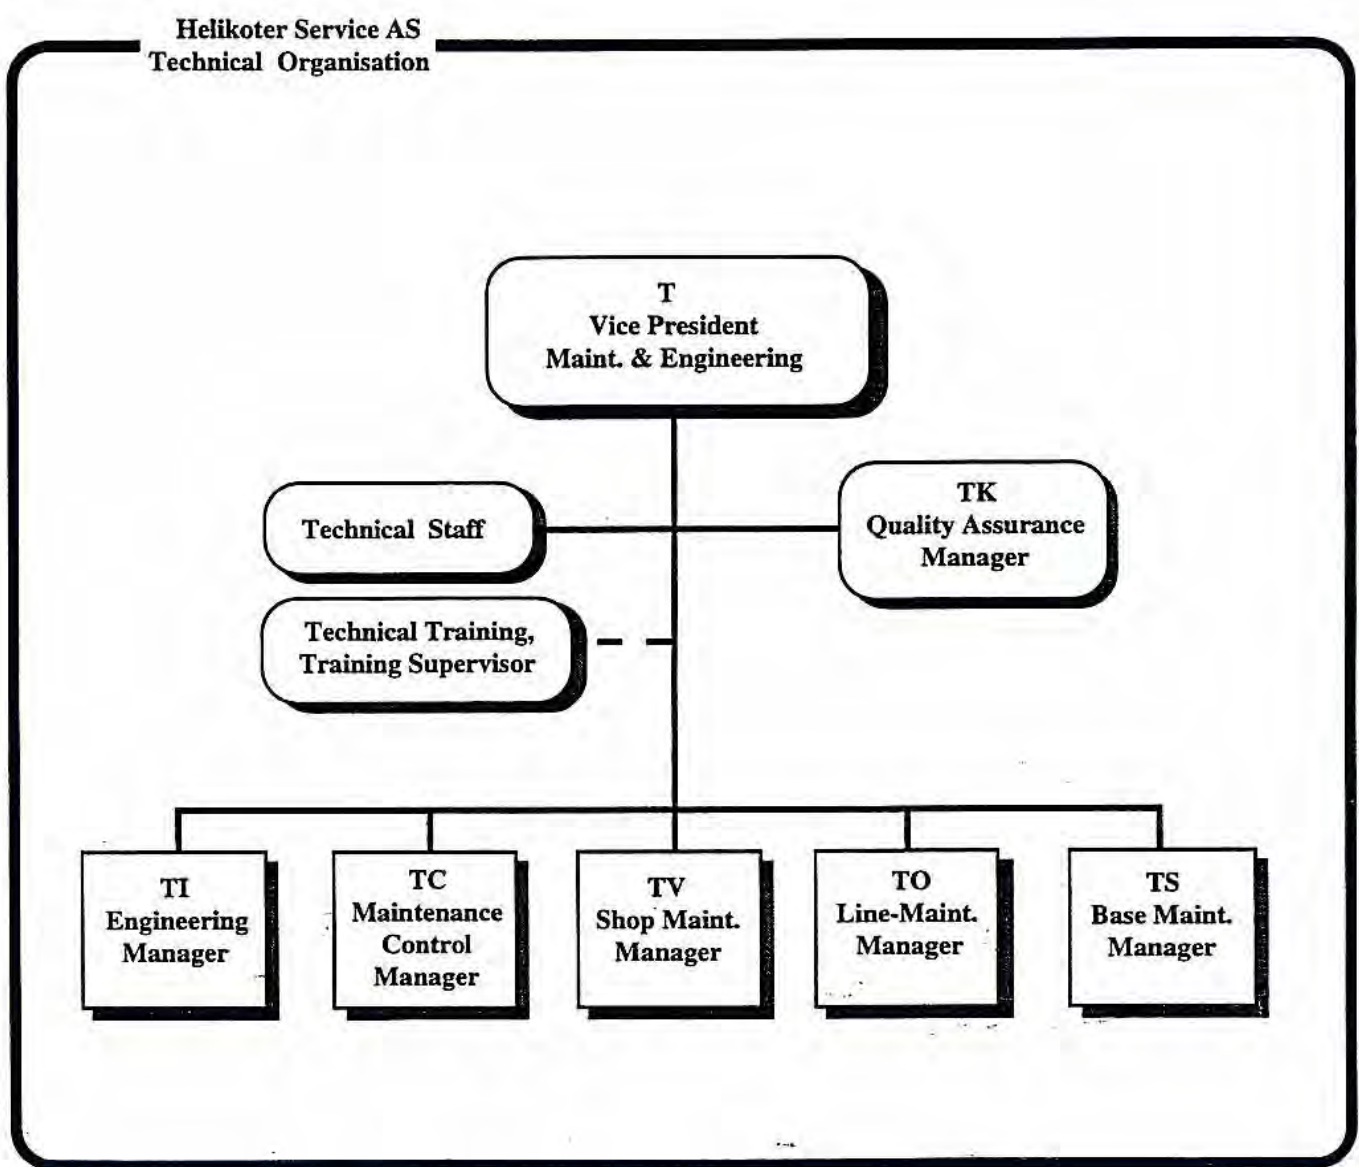 Helikoter Service AS
Technical Organisation
T
Vice President
Maint. & Engineering
Technical Staff
TK
Quality Assurance
Manager
Technical Training,
Training Supervisor
TI
Engineering
Manager
TC
Maintenance
Control
Manager
TV
Shop Maint.
Manager
TO
Line-Maint.
Manager
TS
Base Maint.
Manager